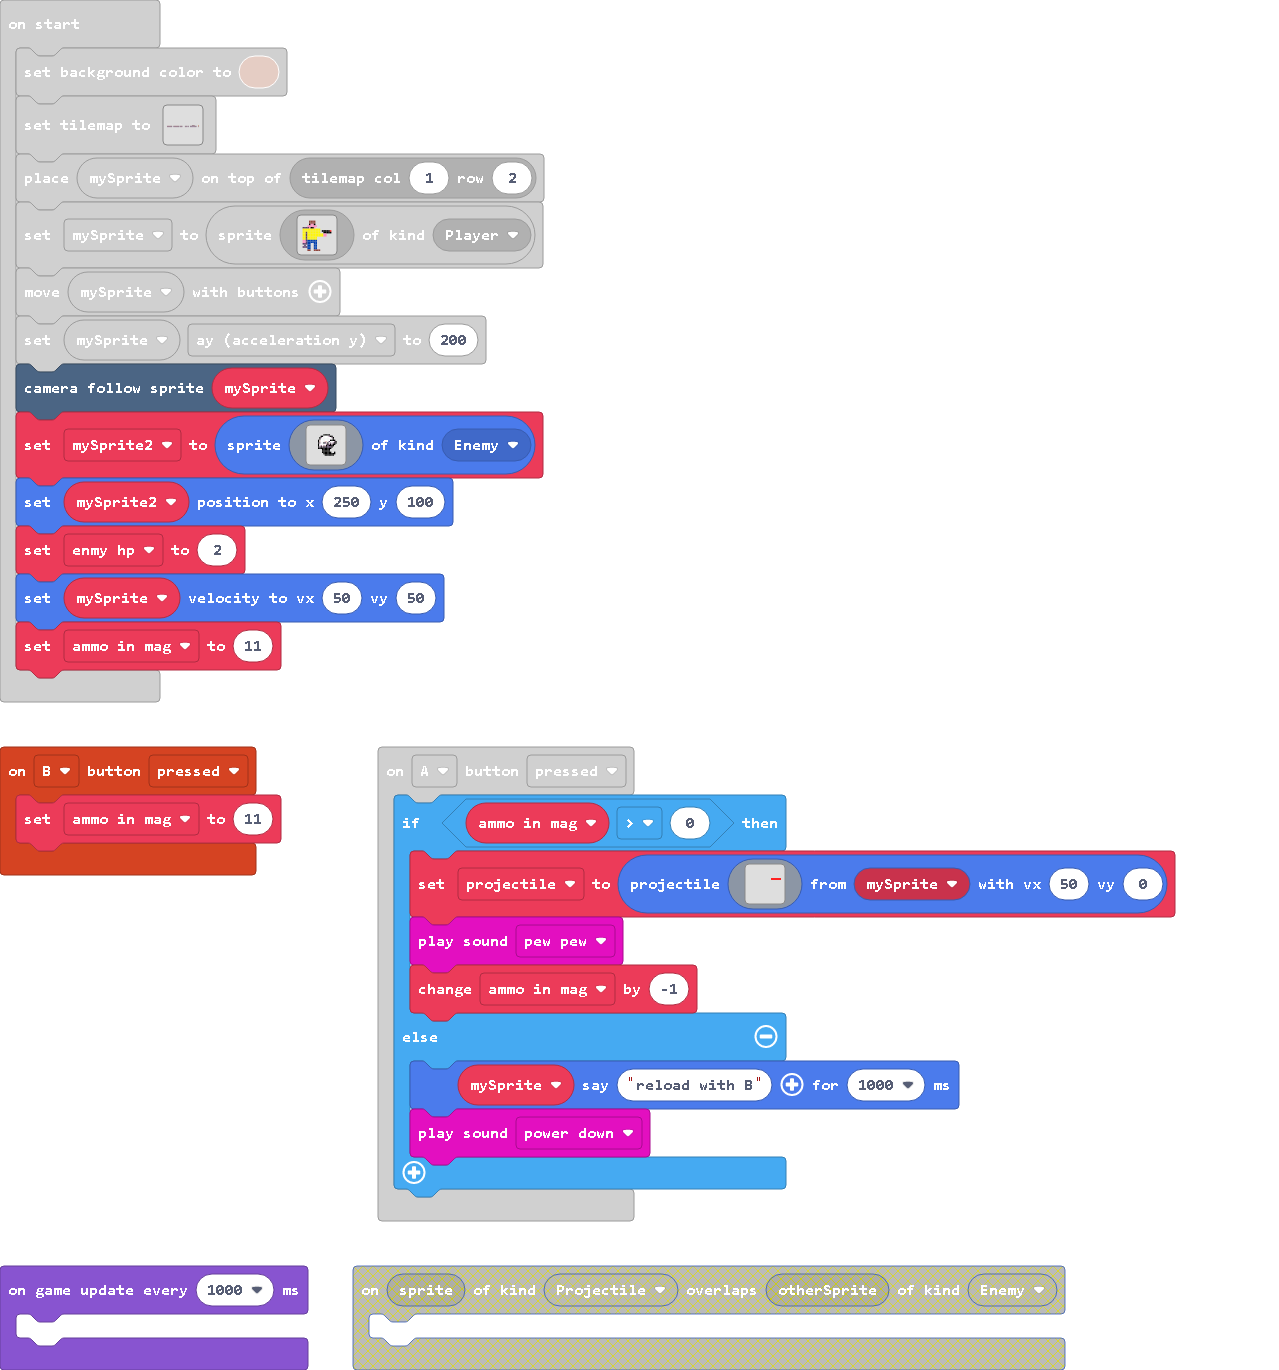 on start
set background color to
set tilemap to
place mySprite on top of tilemap col 1 row 2
set mySprite to sprite of kind Player
move mySprite with buttons
set mySprite ay (acceleration y) to 200
camera follow sprite mySprite
set mySprite2 to sprite of kind Enemy
set mySprite2 position to x 250 y 100
set enmy hp to 2
set mySprite velocity to vx 50 vy 50
set ammo in mag to 11
on B button pressed
set ammo in mag to 11
on A button pressed
if ammo in mag > 0 then
set projectile to projectile from mySprite with vx 50 vy 0
play sound pew pew
change ammo in mag by -1
else
mySprite say "reload with B" for 1000 ms
play sound power down
on game update every 1000 ms
on sprite of kind Projectile overlaps otherSprite of kind Enemy